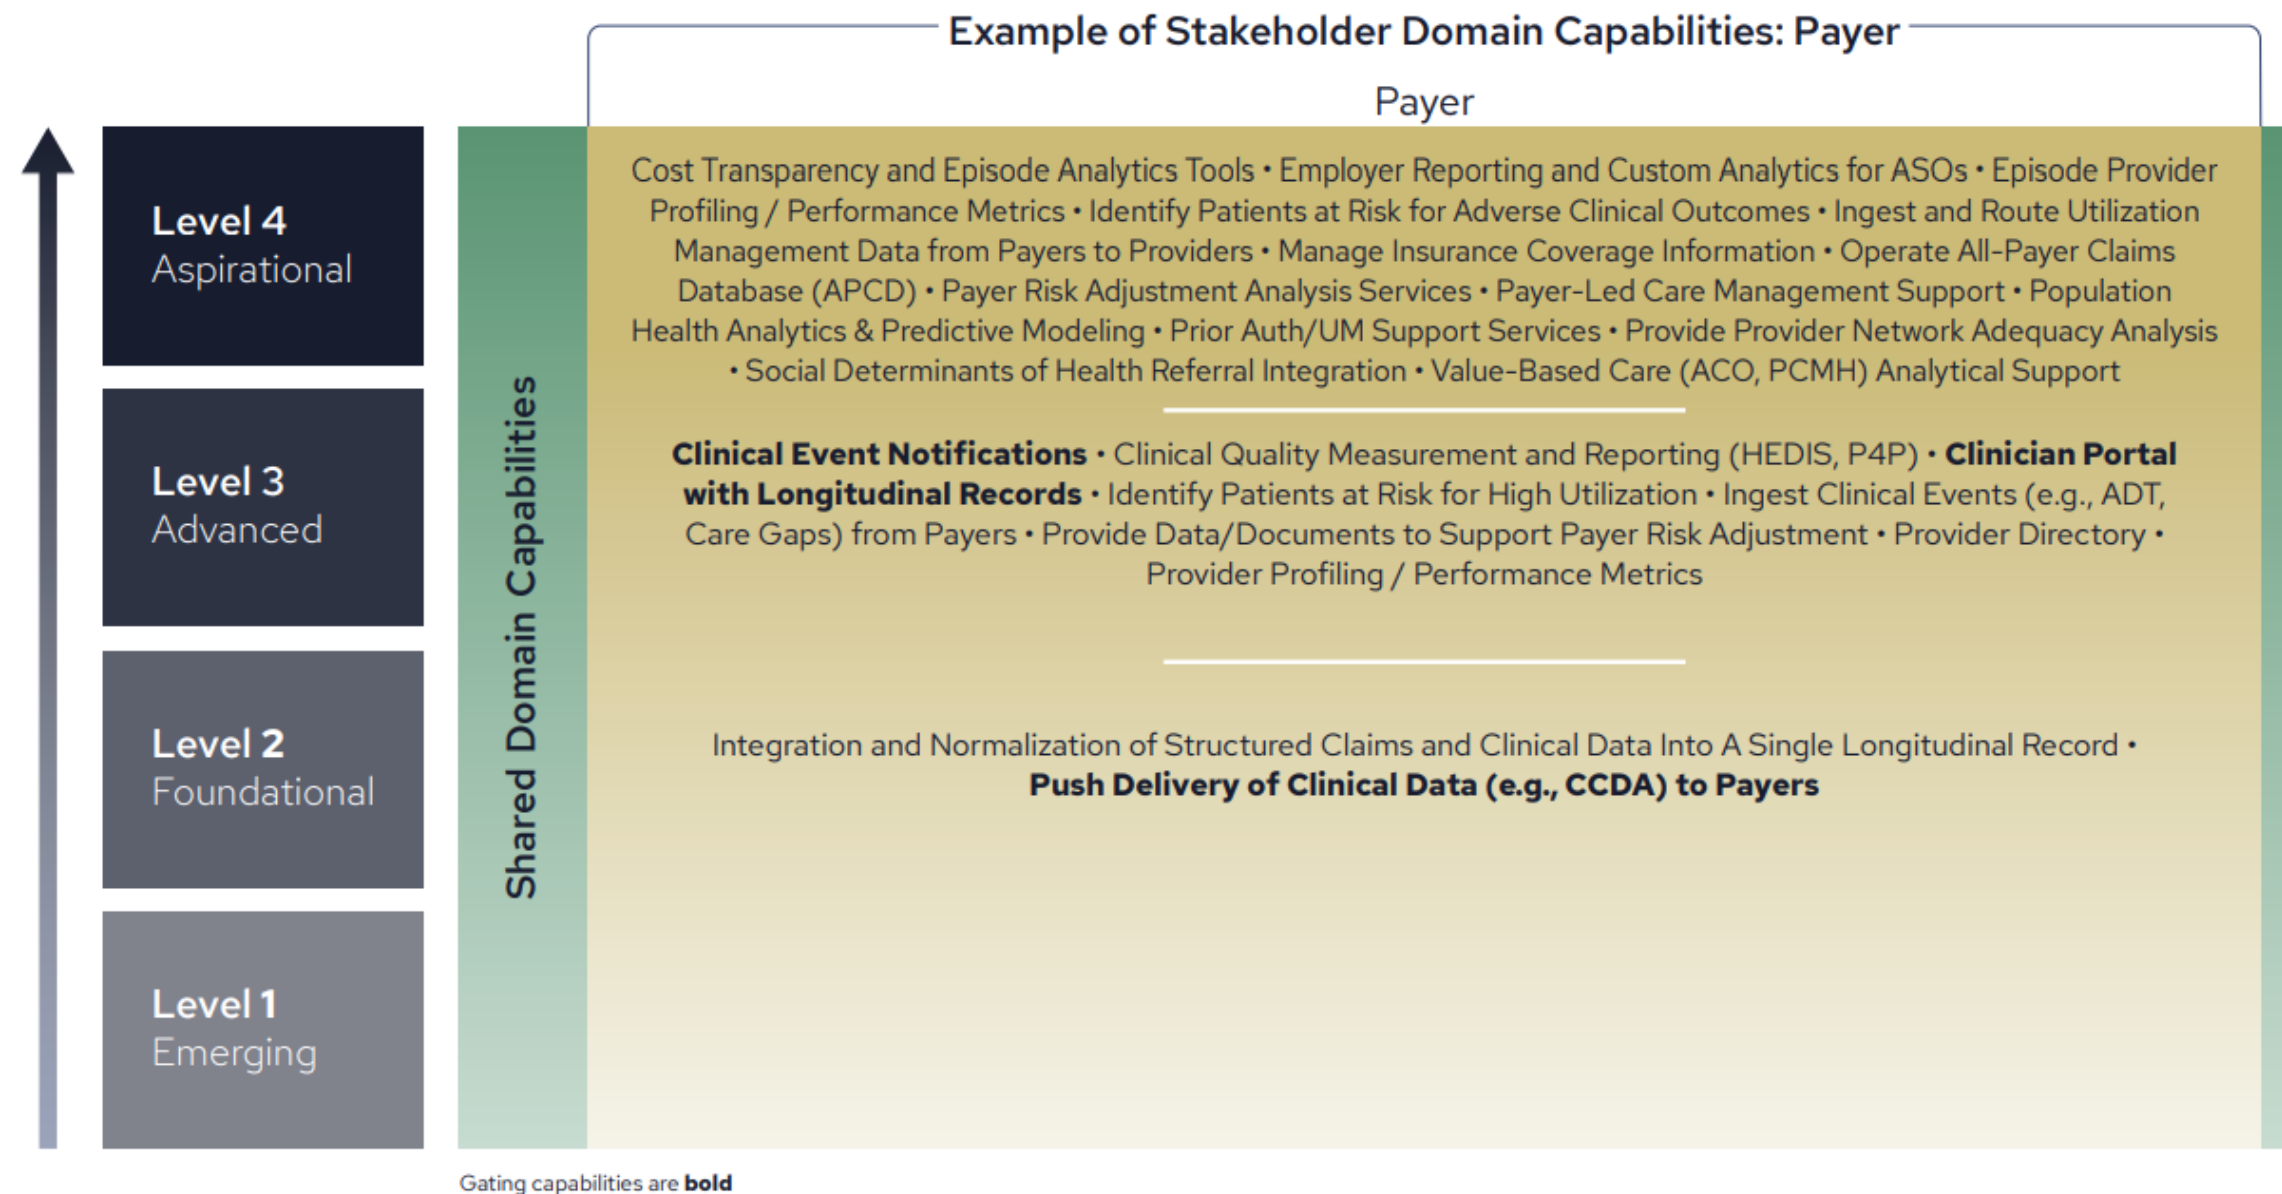 Example of Stakeholder Domain Capabilities: Payer
Payer
Level 4
Aspirational
Level 3
Advanced
Level 2
Foundational
Level 1
Emerging
Shared Domain Capabilities
Cost Transparency and Episode Analytics Tools • Employer Reporting and Custom Analytics for ASOs • Episode Provider
Profiling / Performance Metrics • Identify Patients at Risk for Adverse Clinical Outcomes • Ingest and Route Utilization
Management Data from Payers to Providers • Manage Insurance Coverage Information • Operate All-Payer Claims
Database (APCD) • Payer Risk Adjustment Analysis Services • Payer-Led Care Management Support • Population
Health Analytics & Predictive Modeling • Prior Auth/UM Support Services • Provide Provider Network Adequacy Analysis
• Social Determinants of Health Referral Integration • Value-Based Care (ACO, PCMH) Analytical Support
Clinical Event Notifications • Clinical Quality Measurement and Reporting (HEDIS, P4P) • Clinician Portal
with Longitudinal Records • Identify Patients at Risk for High Utilization • Ingest Clinical Events (e.g., ADT,
Care Gaps) from Payers • Provide Data/Documents to Support Payer Risk Adjustment • Provider Directory •
Provider Profiling / Performance Metrics
Integration and Normalization of Structured Claims and Clinical Data Into A Single Longitudinal Record •
Push Delivery of Clinical Data (e.g., CCDA) to Payers
Gating capabilities are bold